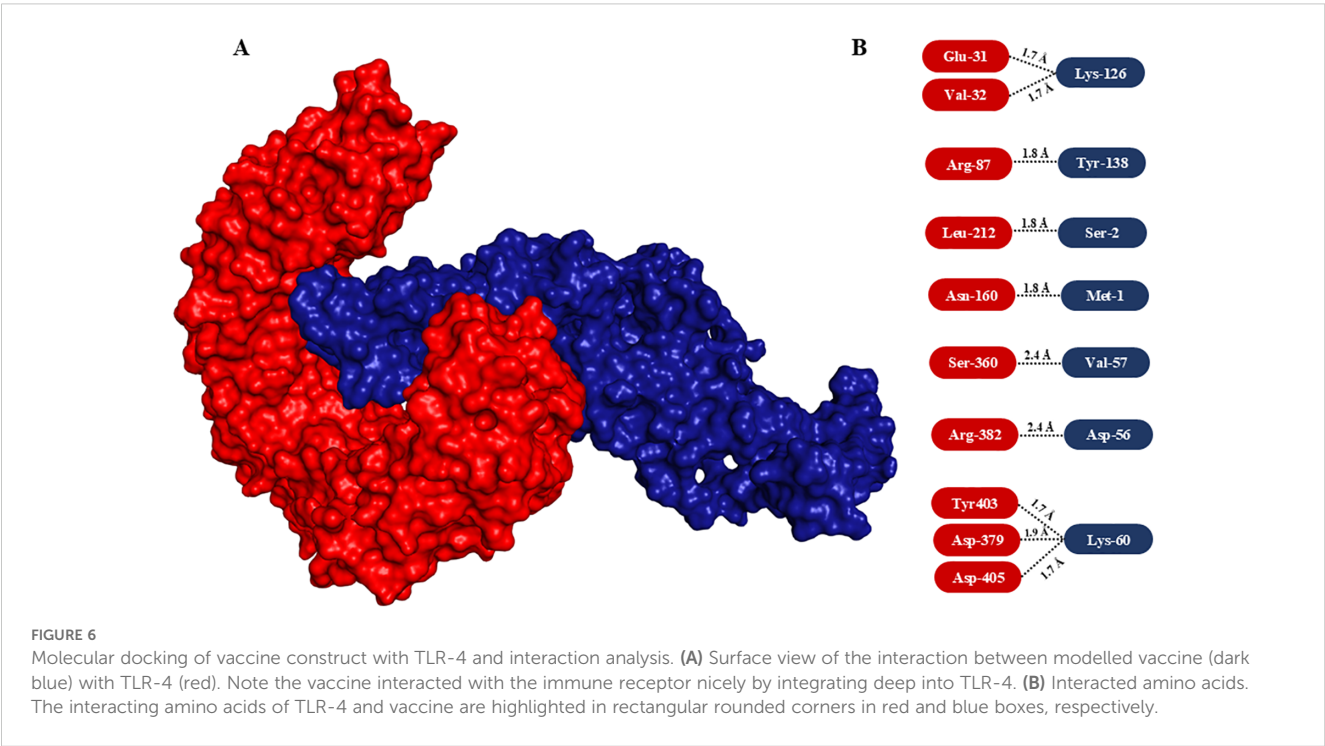 A
B
Glu-31
1.7 Å
Lys-126
Val-32
1.7 Å
Arg-87
1.8 Å
Tyr-138
Leu-212
1.8 Å
Ser-2
Asn-160
1.8 Å
Met-1
Ser-360
2.4 Å
Val-57
Arg-382
2.4 Å
Asp-56
Tyr403
1.7 Å
Asp-379
1.9 Å
Lys-60
Asp-405
1.7 Å
FIGURE 6
Molecular docking of vaccine construct with TLR-4 and interaction analysis. (A) Surface view of the interaction between modelled vaccine (dark
blue) with TLR-4 (red). Note the vaccine interacted with the immune receptor nicely by integrating deep into TLR-4. (B) Interacted amino acids.
The interacting amino acids of TLR-4 and vaccine are highlighted in rectangular rounded corners in red and blue boxes, respectively.